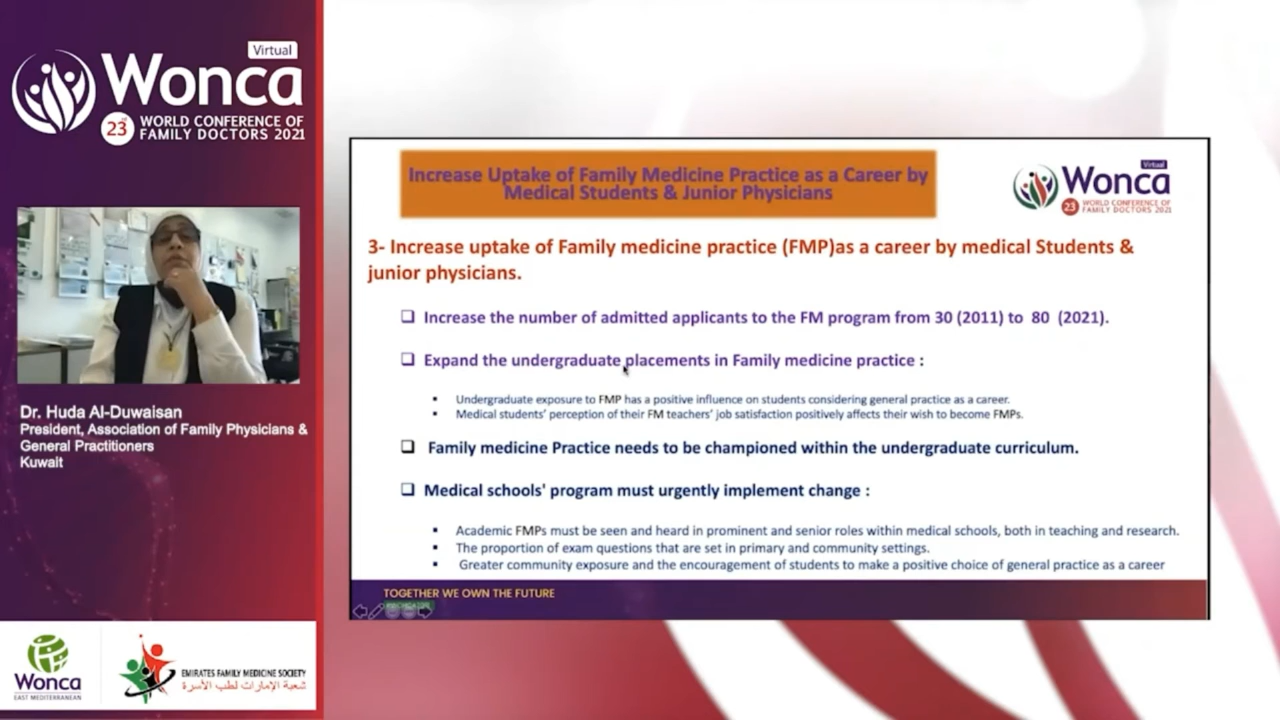 Virtual
Wonca
23 WORLD CONFERENCE OF
FAMILY DOCTORS 2021
Dr. Huda Al-Duwaisan
President, Association of Family Physicians &
General Practitioners
Kuwait
Wonca
EAST MEDITERRANEAN
EMIRATES FAMILY MEDICINE SOCIETY
شعبة الإمارات لطب الأسرة
Increase Uptake of Family Medicine Practice as a Career by
Medical Students & Junior Physicians
Virtual
Wonca
23 WORLD CONFERENCE OF
FAMILY DOCTORS 2021
3- Increase uptake of Family medicine practice (FMP)as a career by medical Students &
junior physicians.
Increase the number of admitted applicants to the FM program from 30 (2011) to 80 (2021).
Expand the undergraduate placements in Family medicine practice :
Undergraduate exposure to FMP has a positive influence on students considering general practice as a career.
Medical students' perception of their FM teachers' job satisfaction positively affects their wish to become FMPs.
Family medicine Practice needs to be championed within the undergraduate curriculum.
Medical schools' program must urgently implement change :
Academic FMPs must be seen and heard in prominent and senior roles within medical schools, both in teaching and research.
The proportion of exam questions that are set in primary and community settings.
Greater community exposure and the encouragement of students to make a positive choice of general practice as a career
TOGETHER WE OWN THE FUTURE